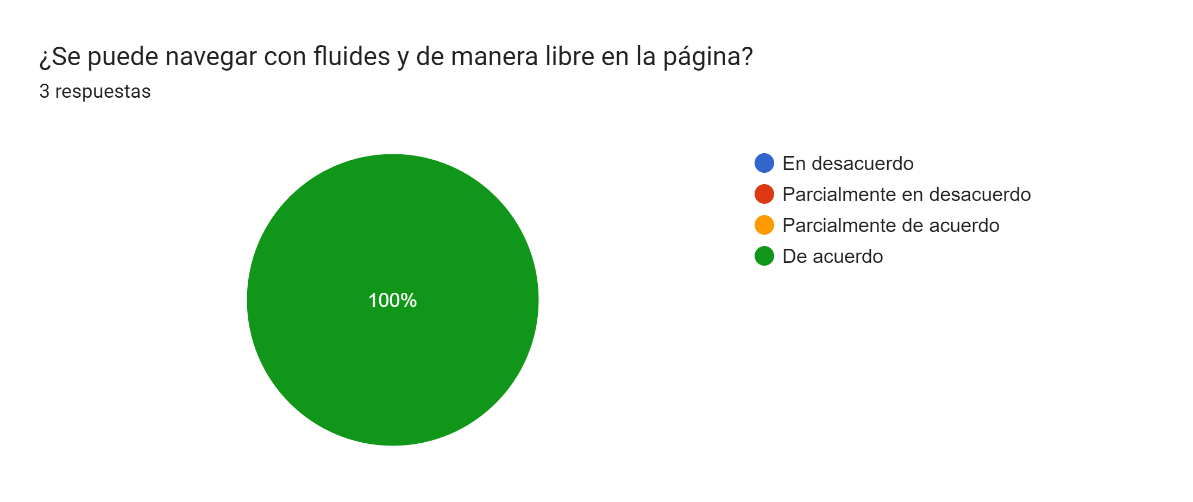 ¿Se puede navegar con fluides y de manera libre en la página?
3 respuestas
En desacuerdo
Parcialmente en desacuerdo
Parcialmente de acuerdo
De acuerdo
100%